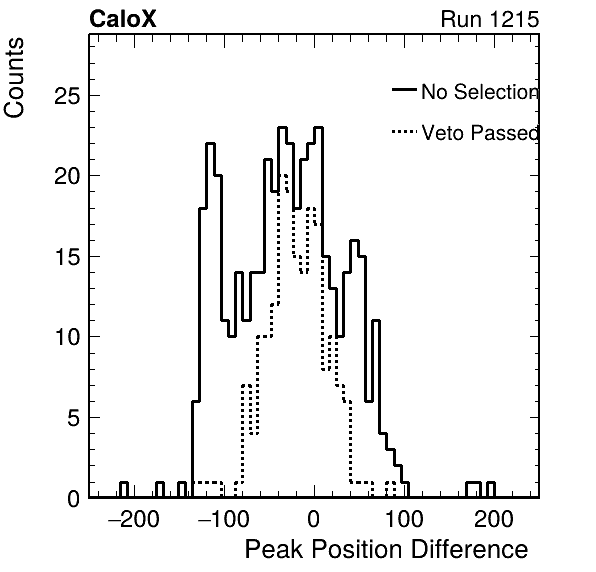 CaloX Run 1215
Counts
No Selection
Veto Passed
25
20
15
10
5
0
−200 −100 0 100 200
Peak Position Difference